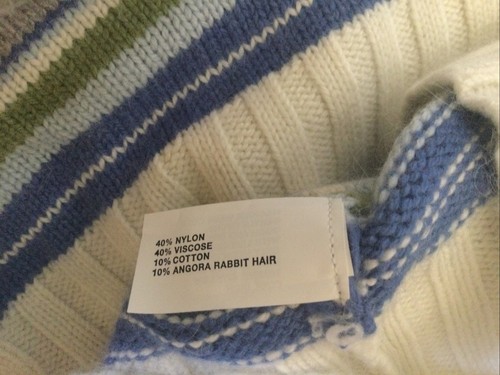 40% NYLON
40% VISCOSE
10% COTTON
10% ANGORA RABBIT HAIR